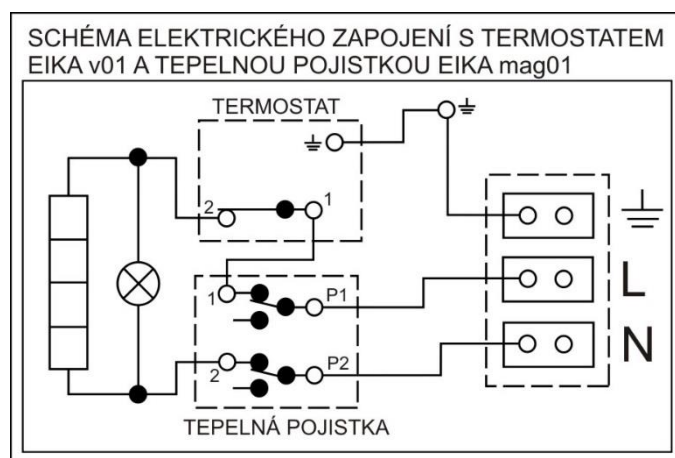 SCHÉMA ELEKTRICKÉHO ZAPOJENÍ S TERMOSTATEM
EIKA v01 A TEPELNOU POJISTKOU EIKA mag01
TERMOSTAT
2
1
1
P1
L
2
P2
N
TEPELNÁ POJISTKA